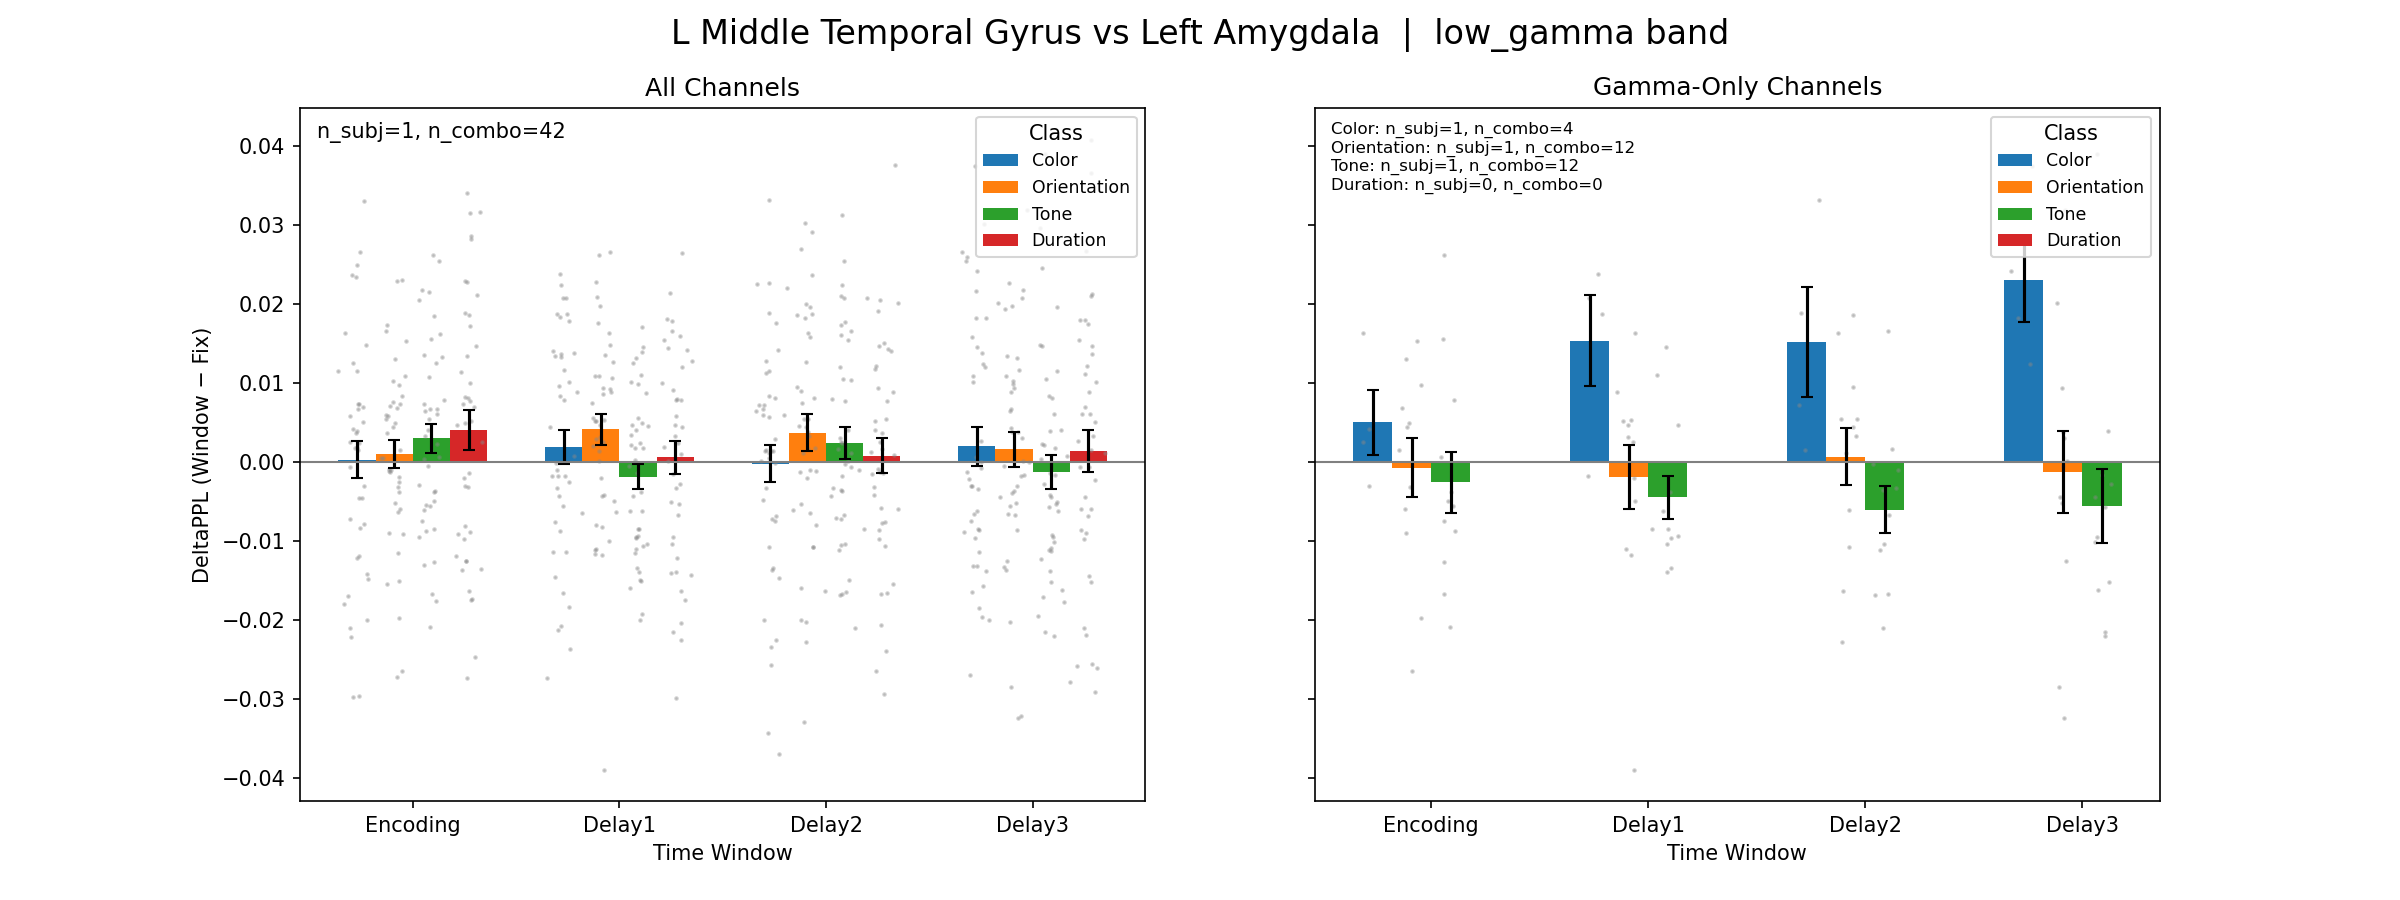 L Middle Temporal Gyrus vs Left Amygdala | low_gamma band
All Channels
n_subj=1, n_combo=42
Class
Color
Orientation
Tone
Duration
DeltaPPL (Window − Fix)
0.04
0.03
0.02
0.01
0.00
−0.01
−0.02
−0.03
−0.04
Encoding
Delay1
Delay2
Delay3
Time Window
Gamma-Only Channels
Color: n_subj=1, n_combo=4
Orientation: n_subj=1, n_combo=12
Tone: n_subj=1, n_combo=12
Duration: n_subj=0, n_combo=0
Class
Color
Orientation
Tone
Duration
Encoding
Delay1
Delay2
Delay3
Time Window